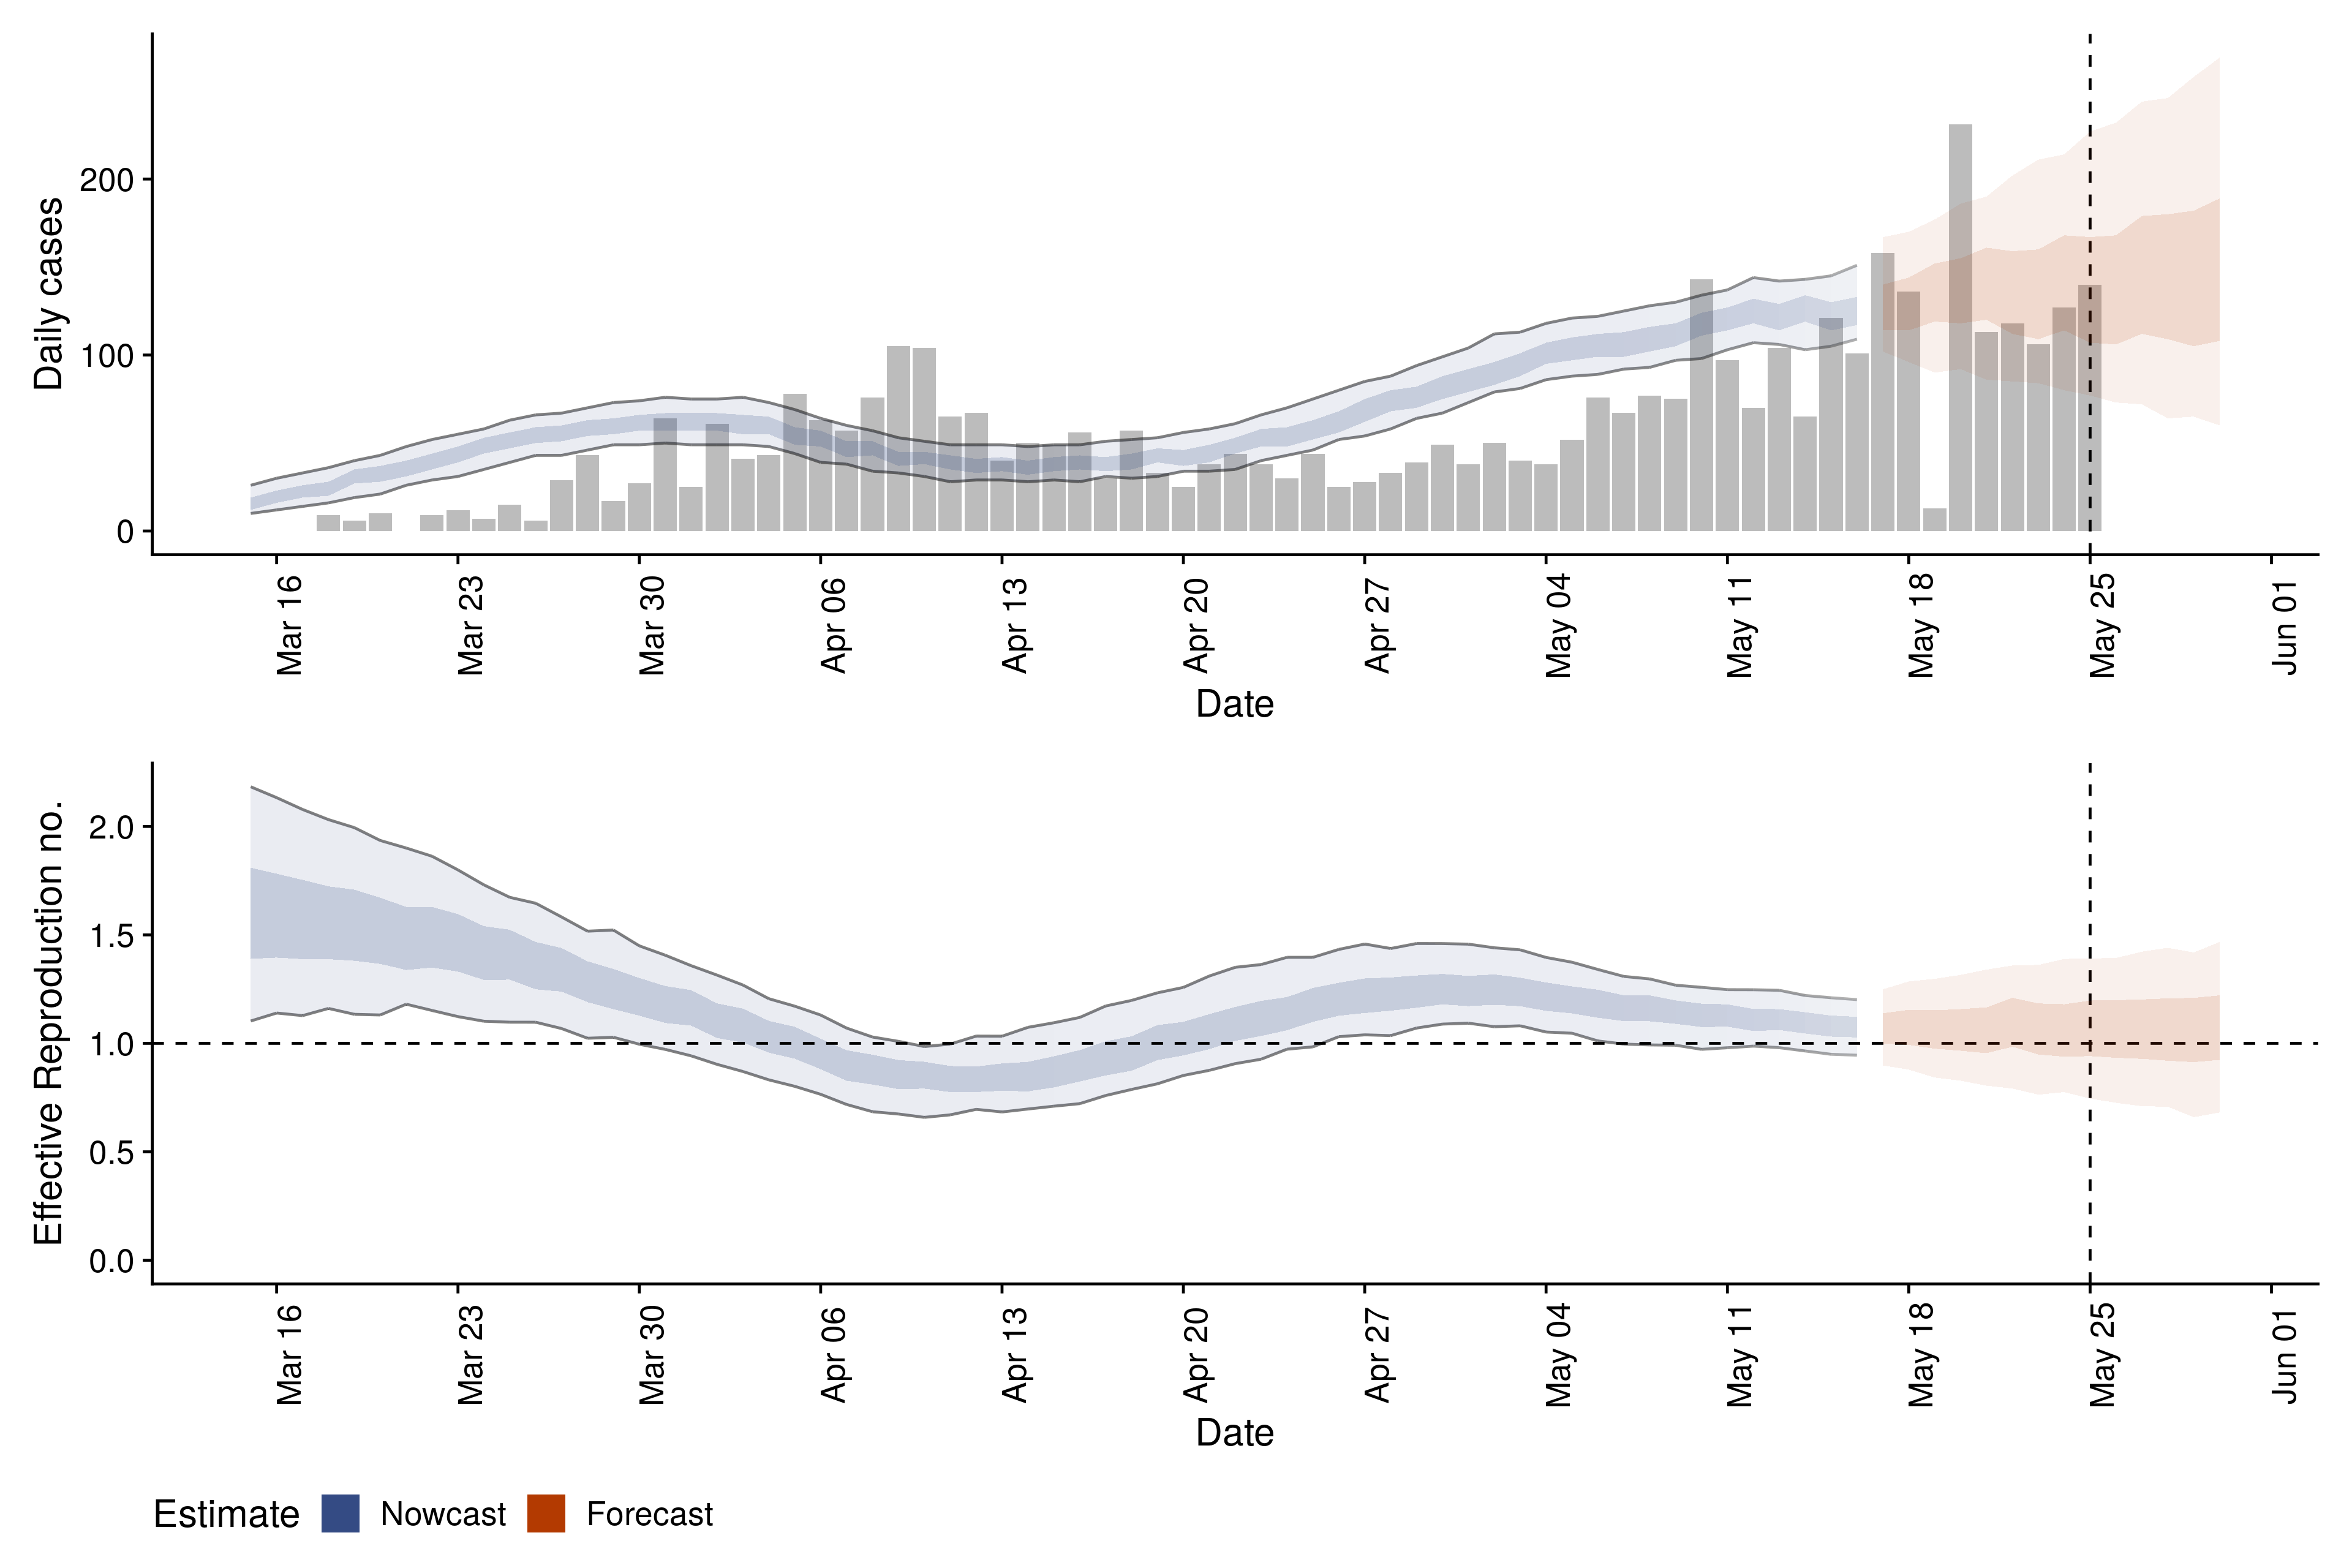 Daily cases
200
100
0
Mar 16
Mar 23
Mar 30
Apr 06
Apr 13
Apr 20
Apr 27
May 04
May 11
May 18
May 25
Jun 01
Date
Effective Reproduction no.
2.0
1.5
1.0
0.5
0.0
Mar 16
Mar 23
Mar 30
Apr 06
Apr 13
Apr 20
Apr 27
May 04
May 11
May 18
May 25
Jun 01
Date
Estimate Nowcast Forecast